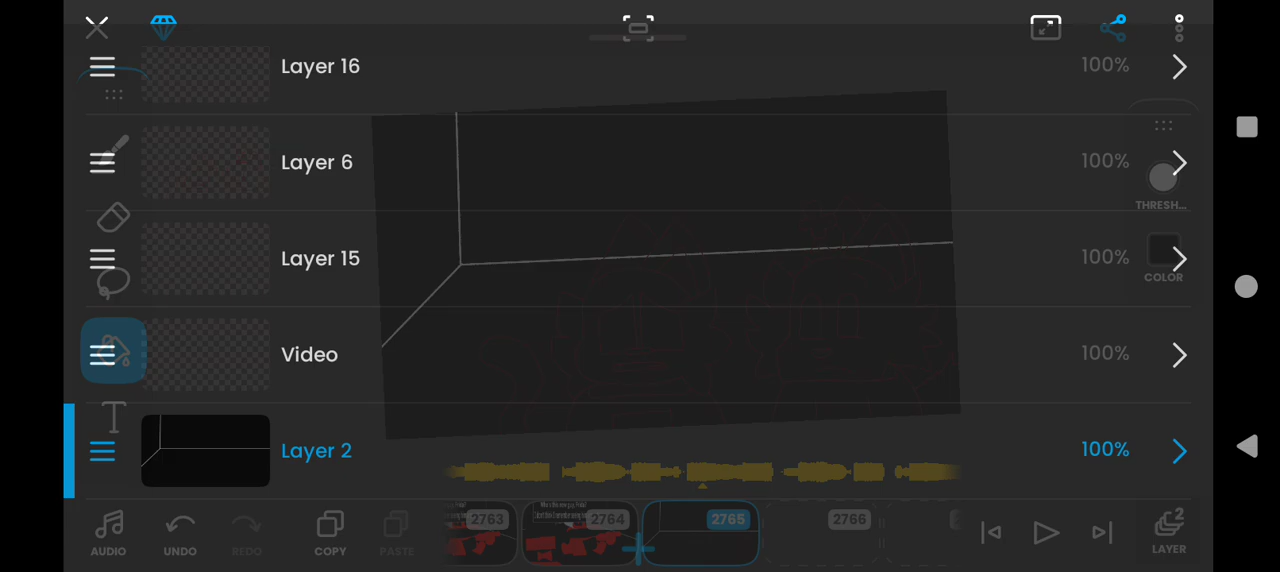 Layer 16
100%
Layer 6
100%
THRESH...
Layer 15
100%
COLOR
Video
100%
Layer 2
100%
2763
2764
2765
2766
2
AUDIO
UNDO
REDO
COPY
PASTE
LAYER